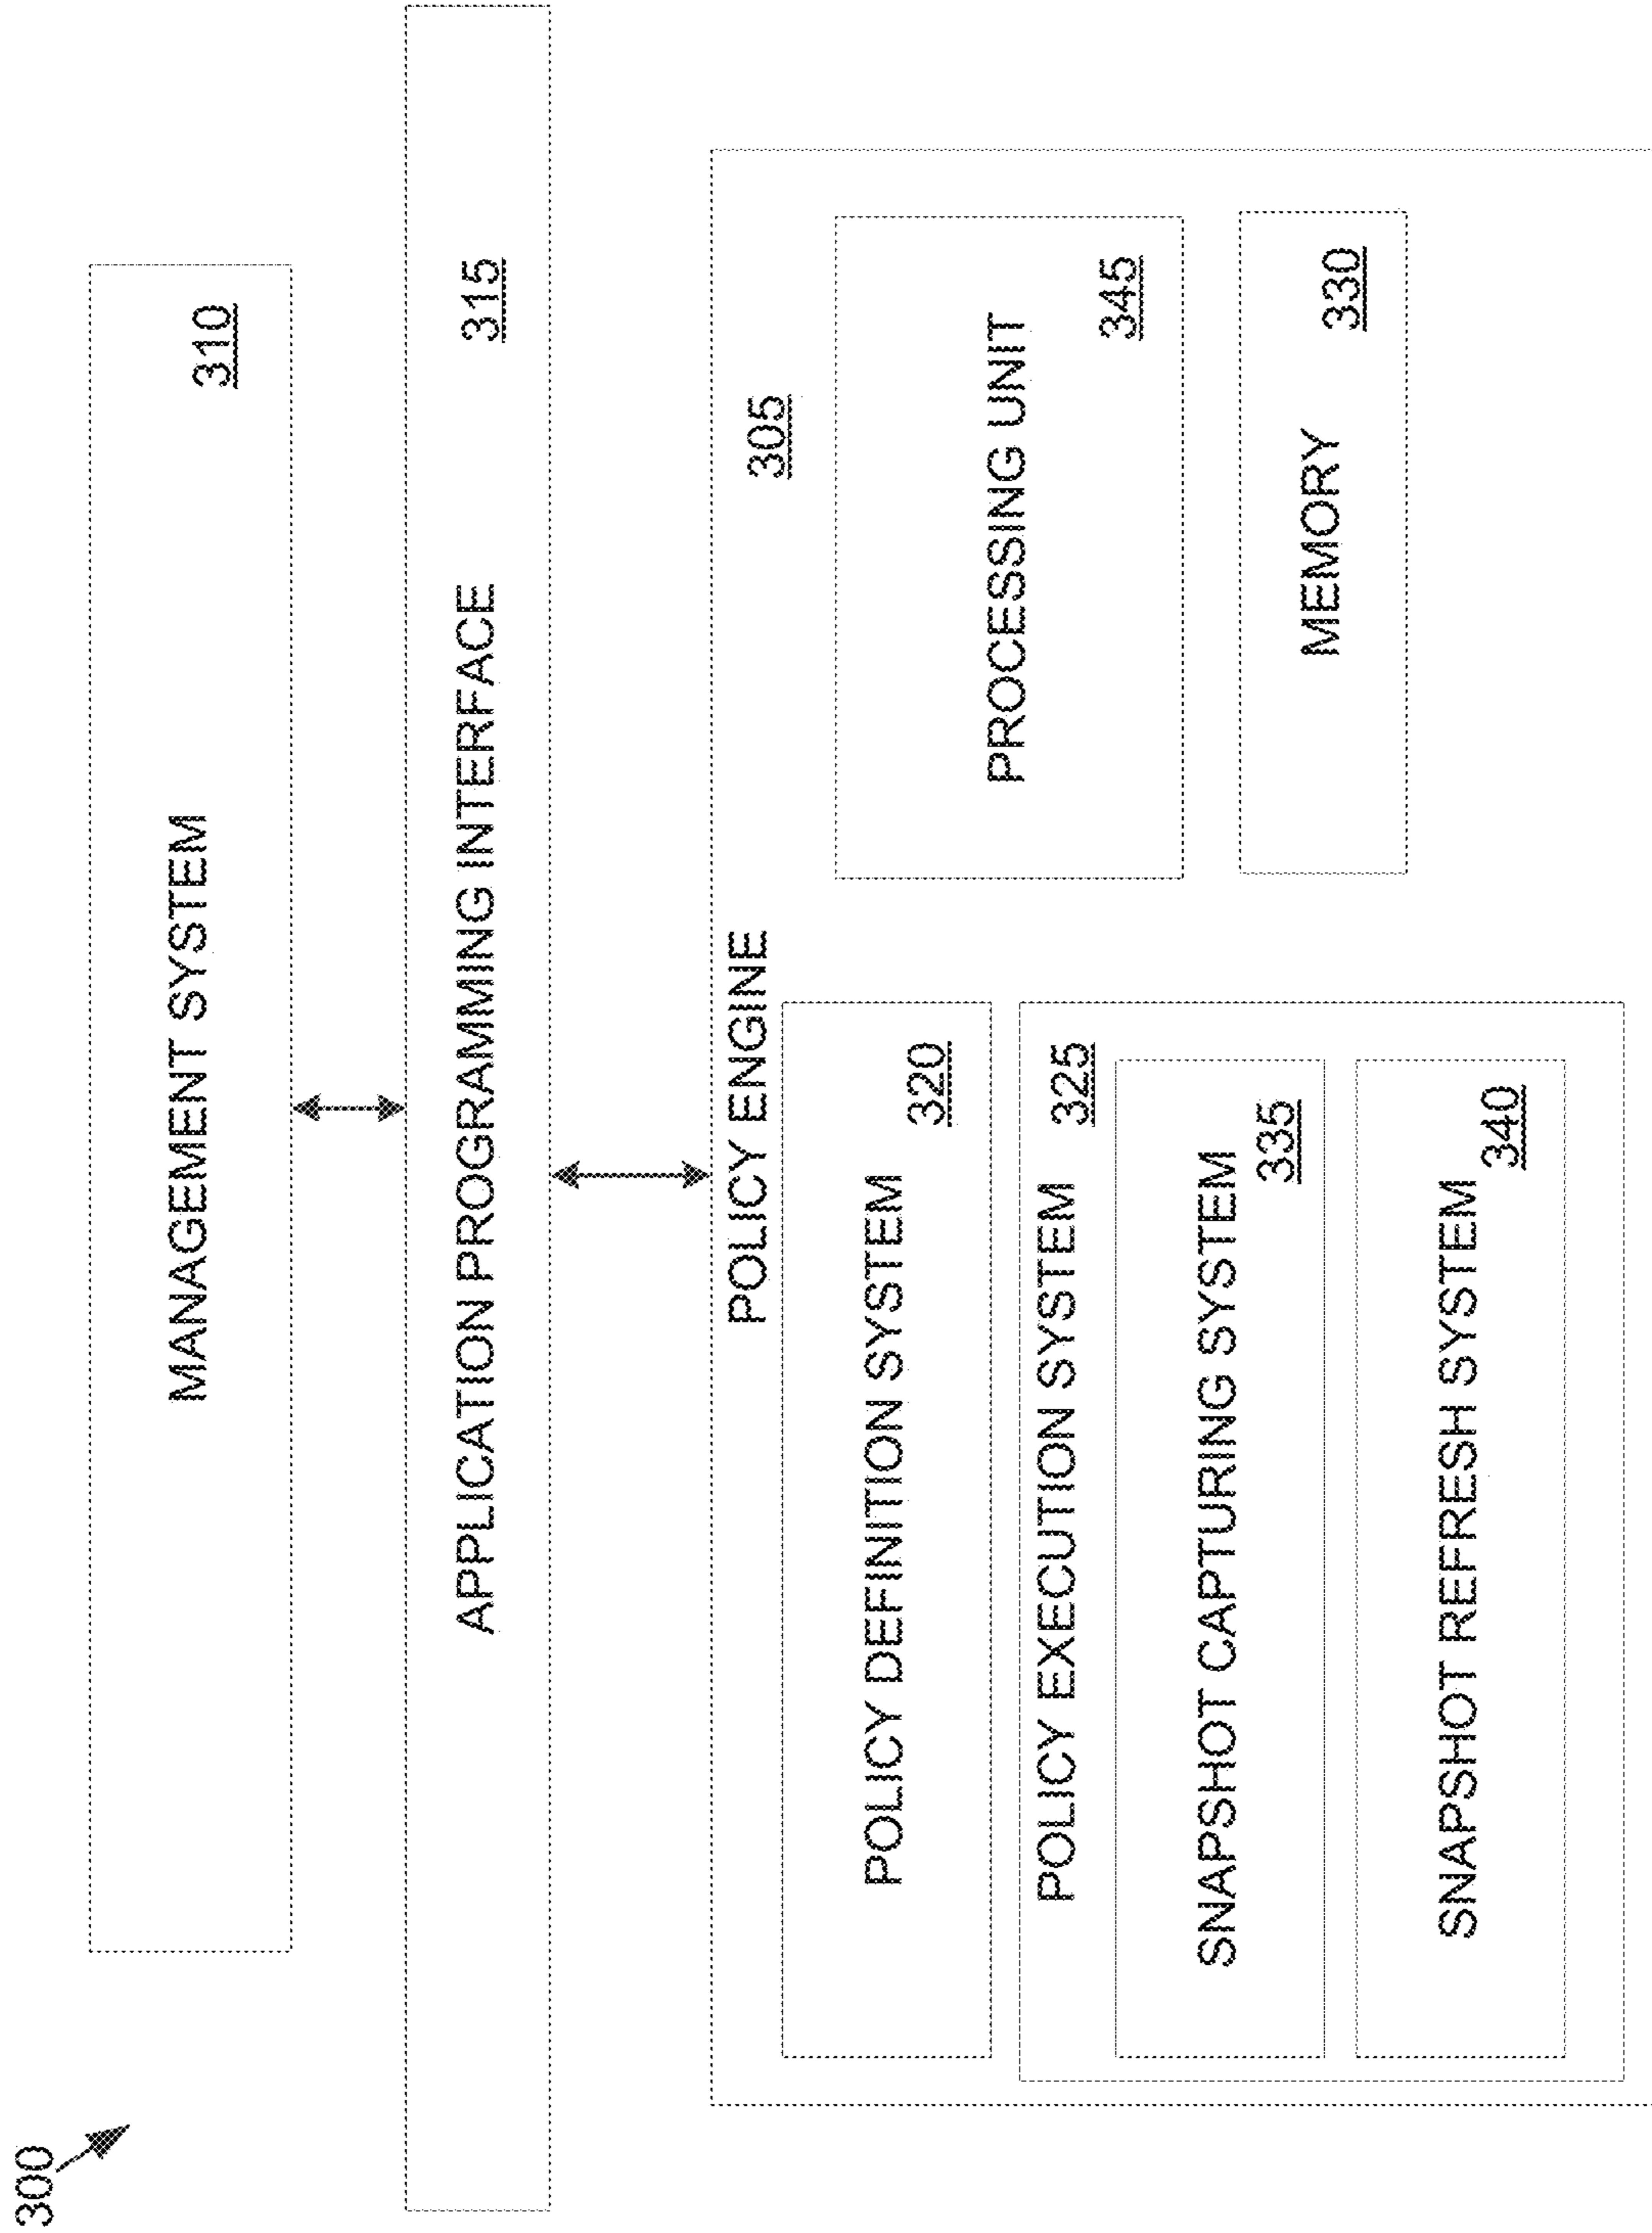 300
MANAGEMENT SYSTEM
310
APPLICATION PROGRAMMING INTERFACE
315
POLICY ENGINE
305
POLICY DEFINITION SYSTEM
320
POLICY EXECUTION SYSTEM
325
SNAPSHOT CAPTURING SYSTEM
335
SNAPSHOT REFRESH SYSTEM
340
PROCESSING UNIT
345
MEMORY
330